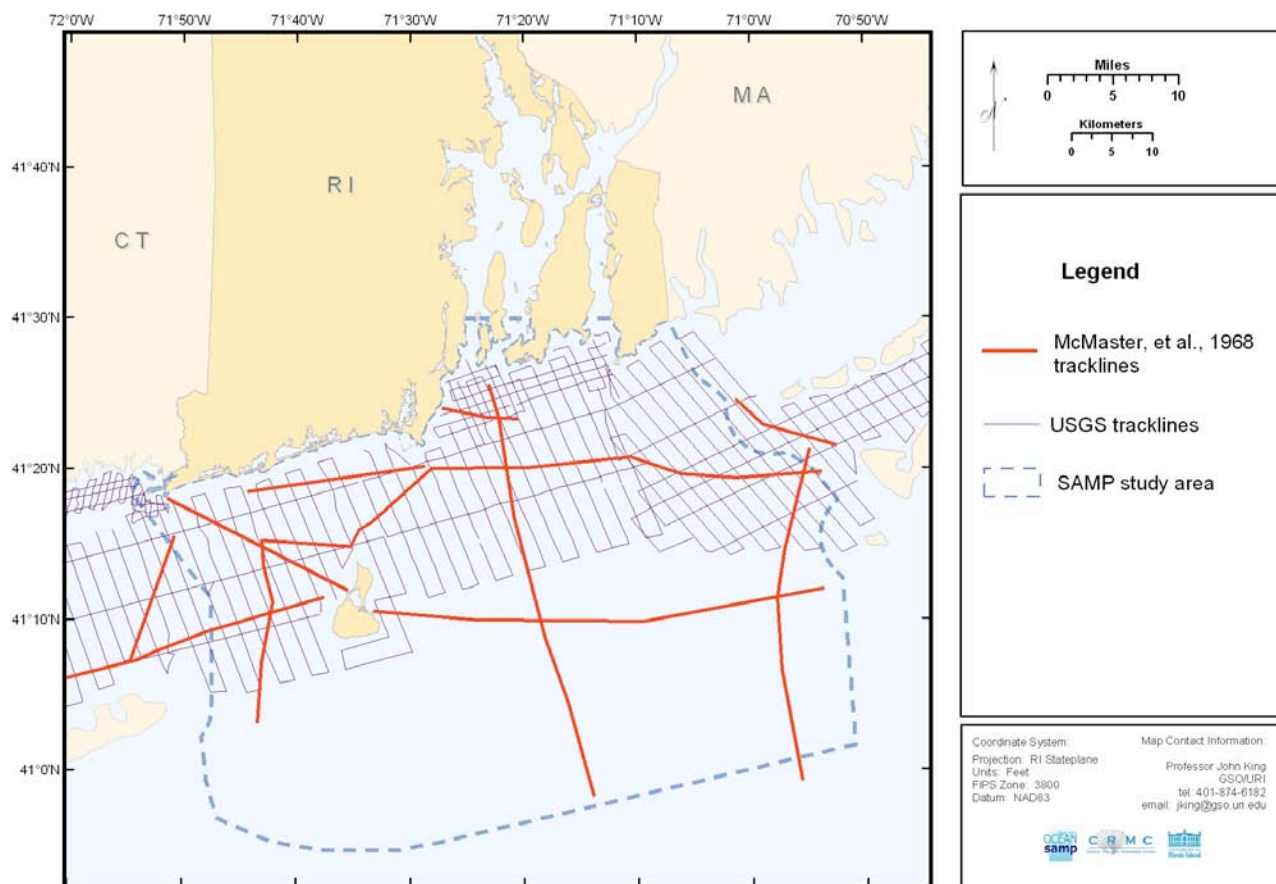 72°0'W 71°50'W 71°40'W 71°30'W 71°20'W 71°10'W 71°0'W 70°50'W
41°40'N
41°30'N
41°20'N
41°10'N
41°0'N
CT
RI
MA
N
Miles
0 5 10
Kilometers
0 5 10
Legend
McMaster, et al., 1968
tracklines
USGS tracklines
SAMP study area
Coordinate System:
Projection: RI Stateplane
Units: Feet
FIPS Zone: 3800
Datum: NAD83
Map Contact Information:
Professor John King
GSO/URI
tel: 401-874-6182
email: jking@gso.uri.edu
OCEAN
samp
CRMC